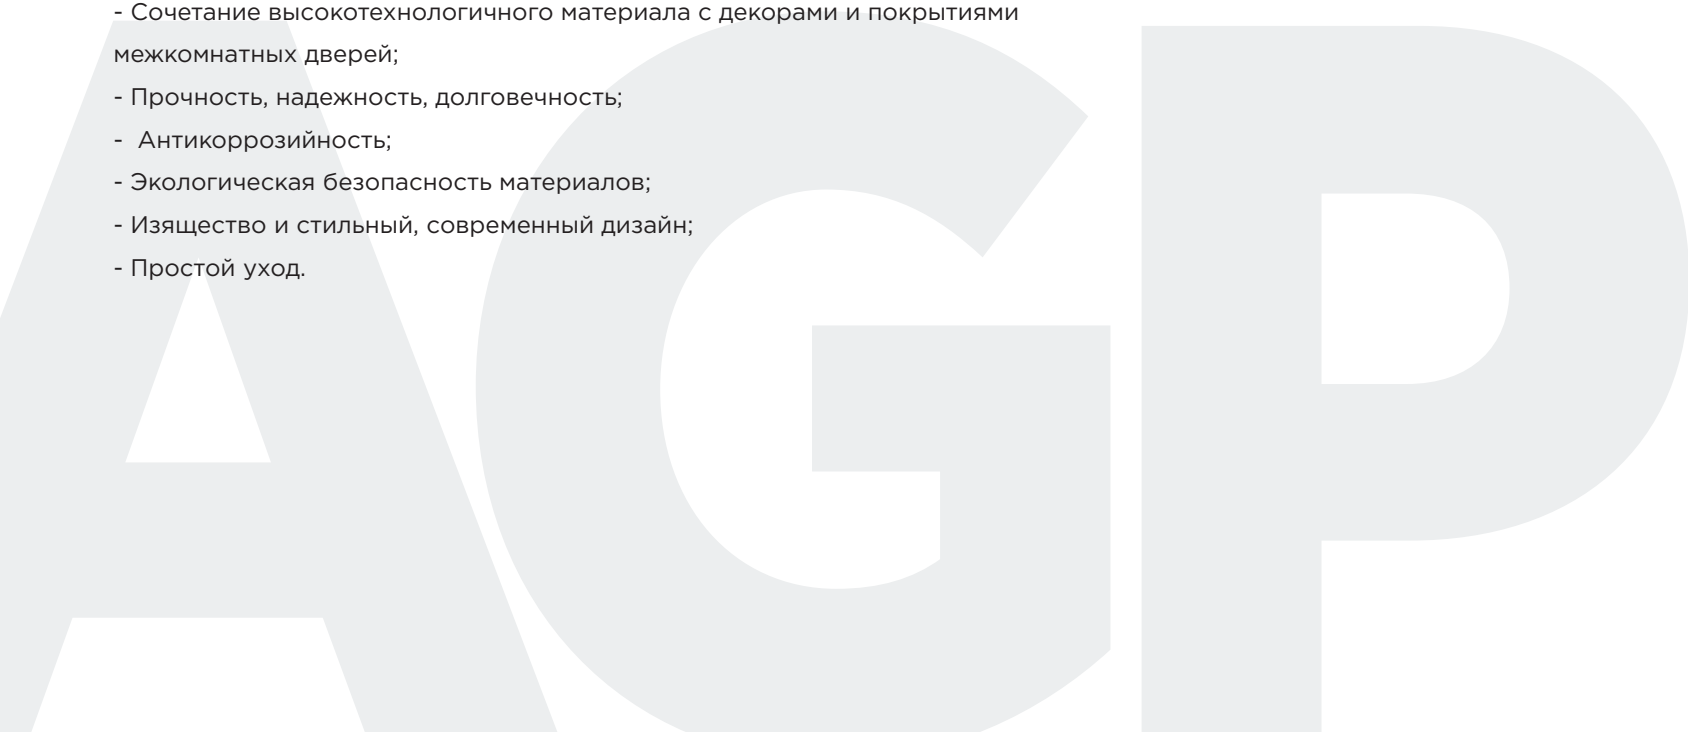 - Сочетание высокотехнологичного материала с декорами и покрытиями
межкомнатных дверей;
- Прочность, надежность, долговечность;
-  Антикоррозийность;
- Экологическая безопасность материалов;
- Изящество и стильный, современный дизайн;
- Простой уход.
AGP